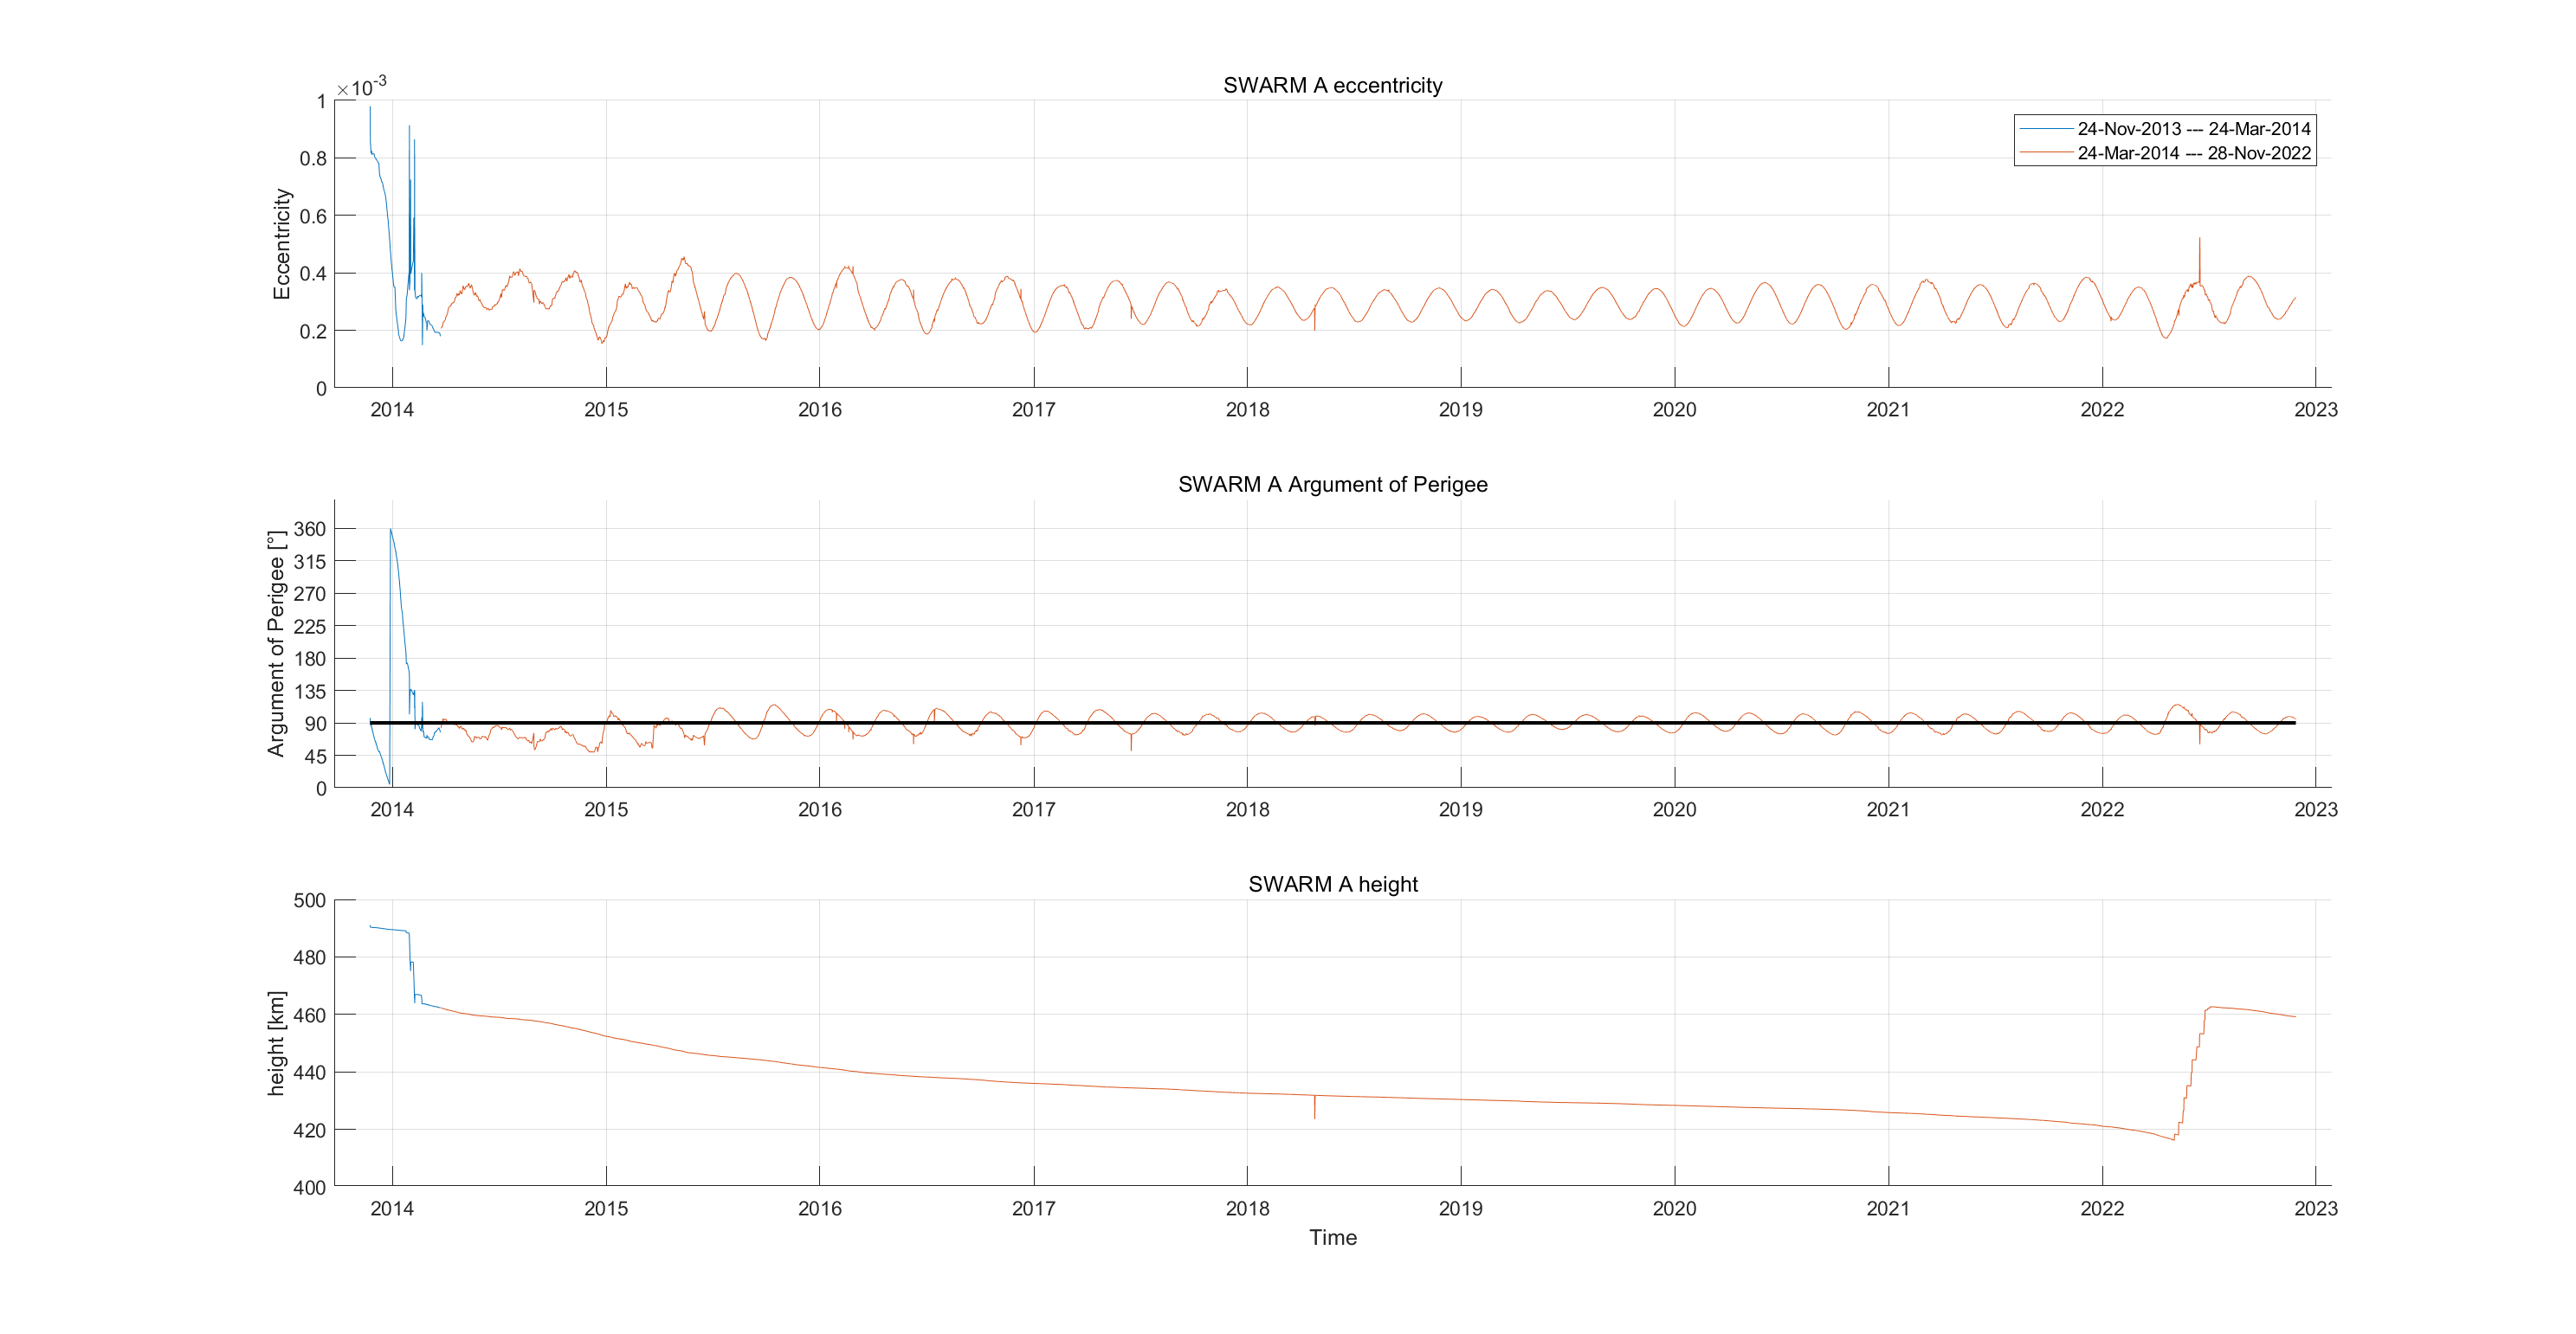 SWARM A eccentricity
×10-3
1
0.8
0.6
0.4
0.2
0
Eccentricity
24-Nov-2013 --- 24-Mar-2014
24-Mar-2014 --- 28-Nov-2022
2014 2015 2016 2017 2018 2019 2020 2021 2022 2023
SWARM A Argument of Perigee
360
315
270
225
180
135
90
45
0
Argument of Perigee [°]
2014 2015 2016 2017 2018 2019 2020 2021 2022 2023
SWARM A height
500
480
460
440
420
400
height [km]
2014 2015 2016 2017 2018 2019 2020 2021 2022 2023
Time